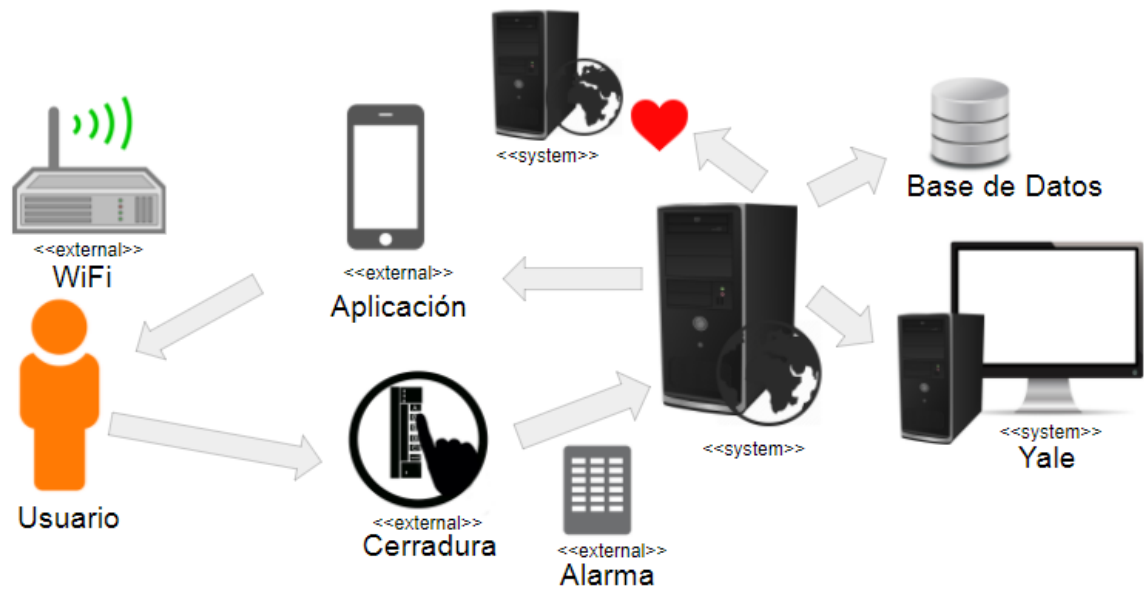 <<system>>
Base de Datos
<<external>>
WiFi
<<external>>
Aplicación
<<system>>
<<system>>
Yale
Usuario
<<external>>
Cerradura
<<external>>
Alarma